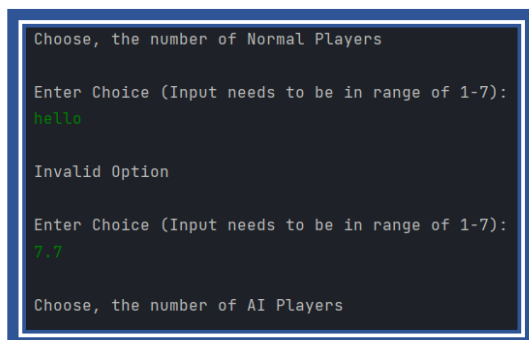 Choose, the number of Normal Players
Enter Choice (Input needs to be in range of 1-7):
hello
Invalid Option
Enter Choice (Input needs to be in range of 1-7):
7.7
Choose, the number of AI Players